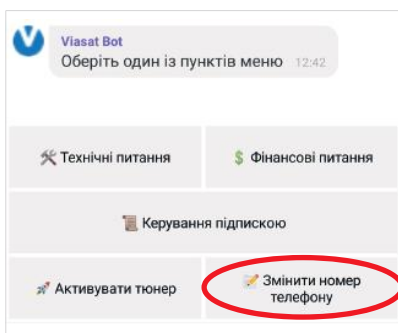 Viasat Bot
Оберіть один із пунктів меню 12:42
🛠 Технічні питання
💲 Фінансові питання
📜 Керування підпискою
🚀 Активувати тюнер
📝 Змінити номер
телефону